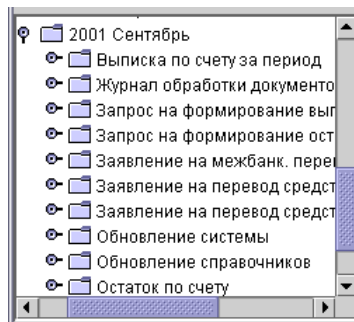 2001 Сентябрь
Выписка по счету за период
Журнал обработки документо
Запрос на формирование вып
Запрос на формирование ост
Заявление на межбанк. пере
Заявление на перевод средст
Заявление на перевод средст
Обновление системы
Обновление справочников
Остаток по счету